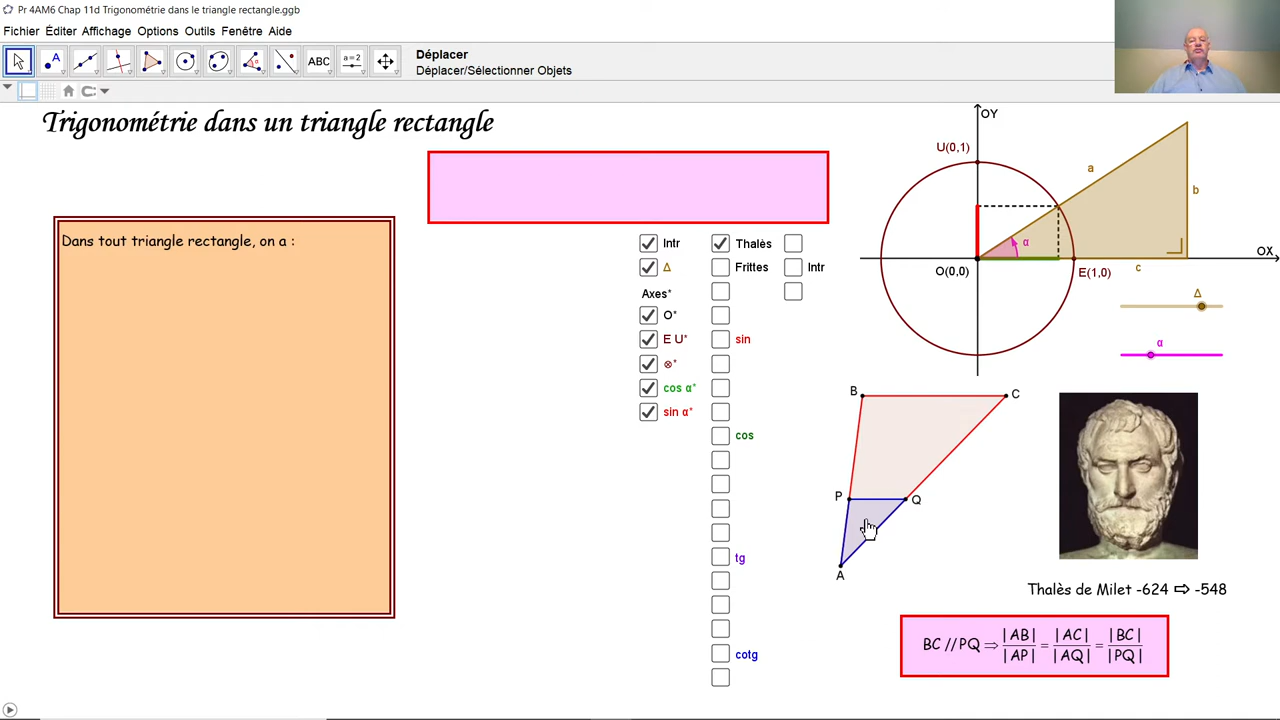 Pr 4AM6 Chap 11d Trigonométrie dans le triangle rectangle.ggb
Fichier Éditer Affichage Options Outils Fenêtre Aide
A
α
ABC
a=2
Déplacer
Déplacer/Sélectionner Objets
Trigonométrie dans un triangle rectangle
Dans tout triangle rectangle, on a :
Intr
Thalès
Δ
Frittes
Intr
Axes*
O*
E U*
sin
⊗*
cos α*
sin α*
cos
tg
cotg
OY
U(0,1)
a
b
α
OX
O(0,0)
E(1,0)
c
Δ
α
B
C
P
Q
A
Thalès de Milet -624 ⇨ -548
BC // PQ ⇒ |AB| / |AP| = |AC| / |AQ| = |BC| / |PQ|